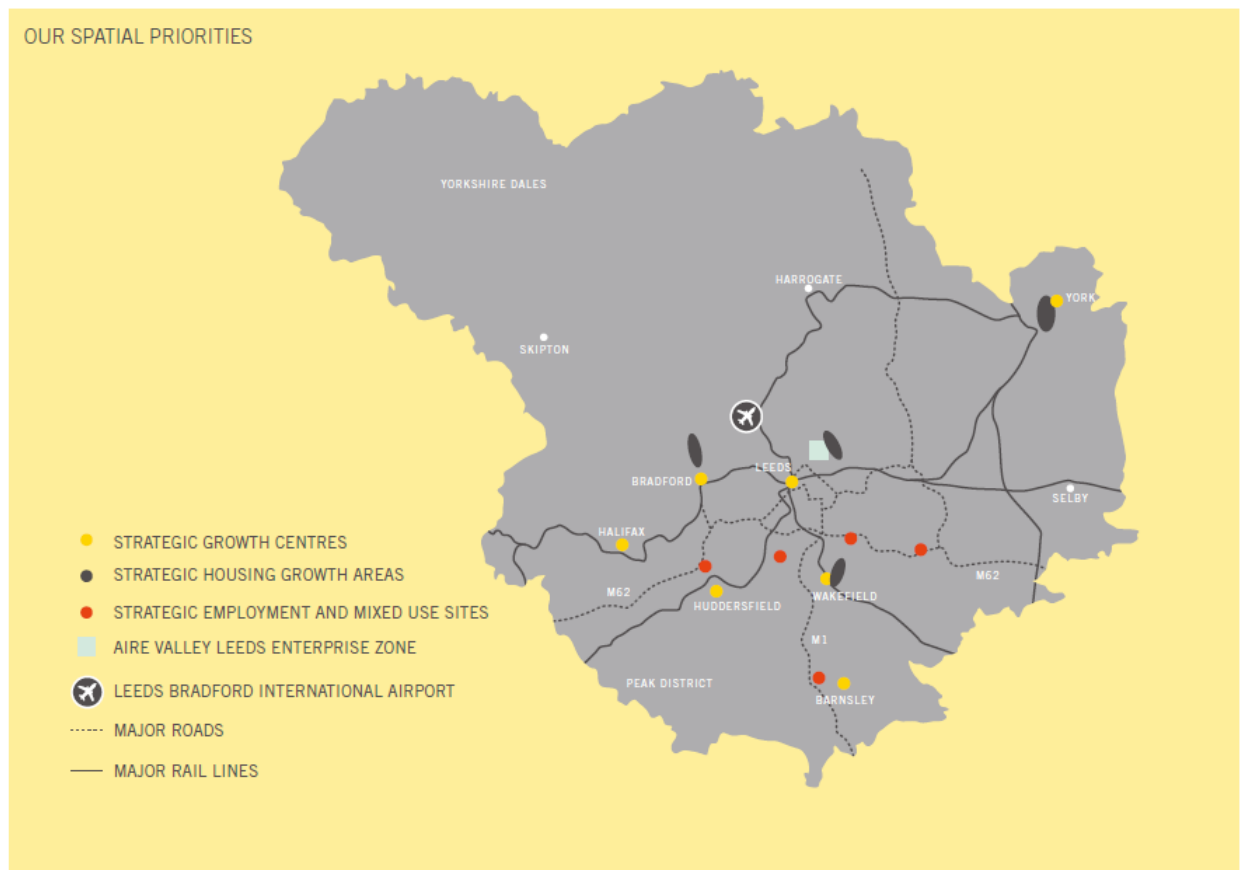 OUR SPATIAL PRIORITIES
YORKSHIRE DALES
HARROGATE
YORK
SKIPTON
LEEDS
BRADFORD
SELBY
HALIFAX
M62
M62
WAKEFIELD
HUDDERSFIELD
M1
PEAK DISTRICT
BARNSLEY
STRATEGIC GROWTH CENTRES
STRATEGIC HOUSING GROWTH AREAS
STRATEGIC EMPLOYMENT AND MIXED USE SITES
AIRE VALLEY LEEDS ENTERPRISE ZONE
LEEDS BRADFORD INTERNATIONAL AIRPORT
MAJOR ROADS
MAJOR RAIL LINES